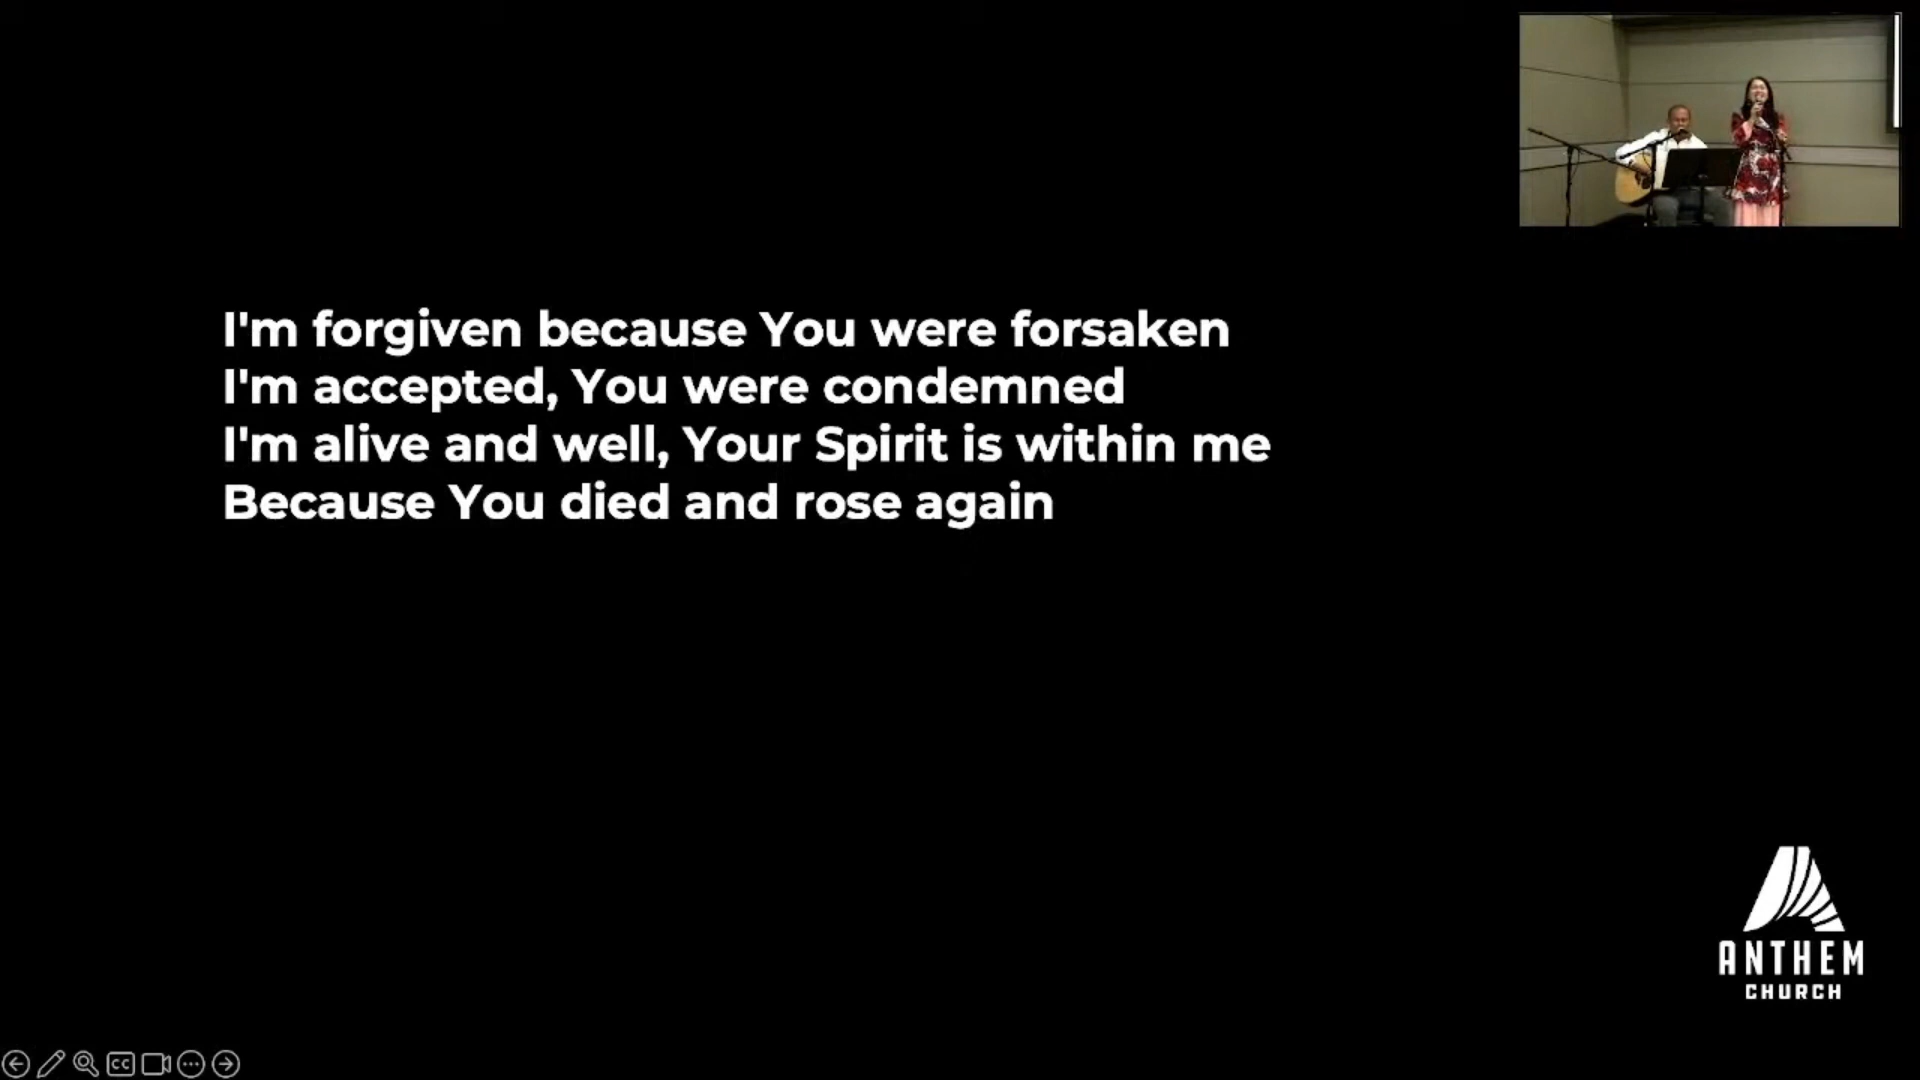 I'm forgiven because You were forsaken
I'm accepted, You were condemned
I'm alive and well, Your Spirit is within me
Because You died and rose again
ANTHEM
CHURCH
CC